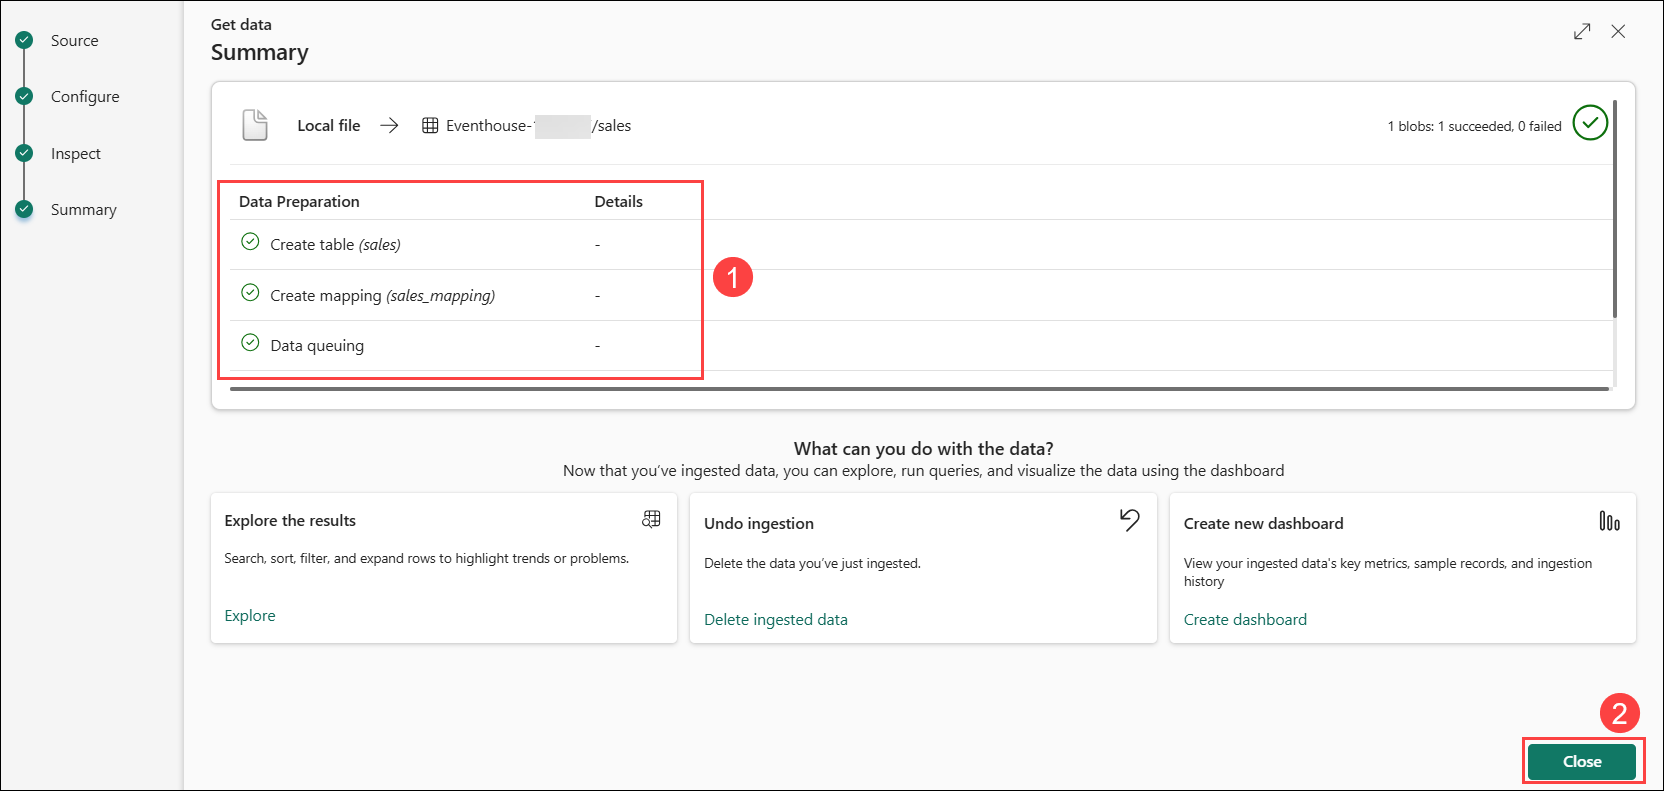 Source
Configure
Inspect
Summary
Get data
Summary
Local file → Eventhouse- /sales
1 blobs: 1 succeeded, 0 failed
Data Preparation Details
Create table (sales) -
Create mapping (sales_mapping) -
Data queuing -
1
What can you do with the data?
Now that you've ingested data, you can explore, run queries, and visualize the data using the dashboard
Explore the results
Search, sort, filter, and expand rows to highlight trends or problems.
Explore
Undo ingestion
Delete the data you've just ingested.
Delete ingested data
Create new dashboard
View your ingested data's key metrics, sample records, and ingestion
history
Create dashboard
2
Close